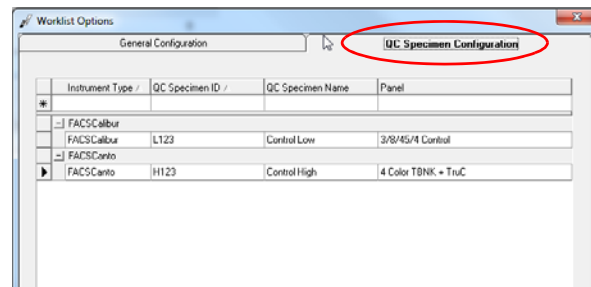 Worklist Options
General Configuration QC Specimen Configuration
Instrument Type / QC Specimen ID / QC Specimen Name Panel
FACSCalibur
FACSCalibur L123 Control Low 3/8/45/4 Control
FACSCanto
FACSCanto H123 Control High 4 Color TBNK + TruC